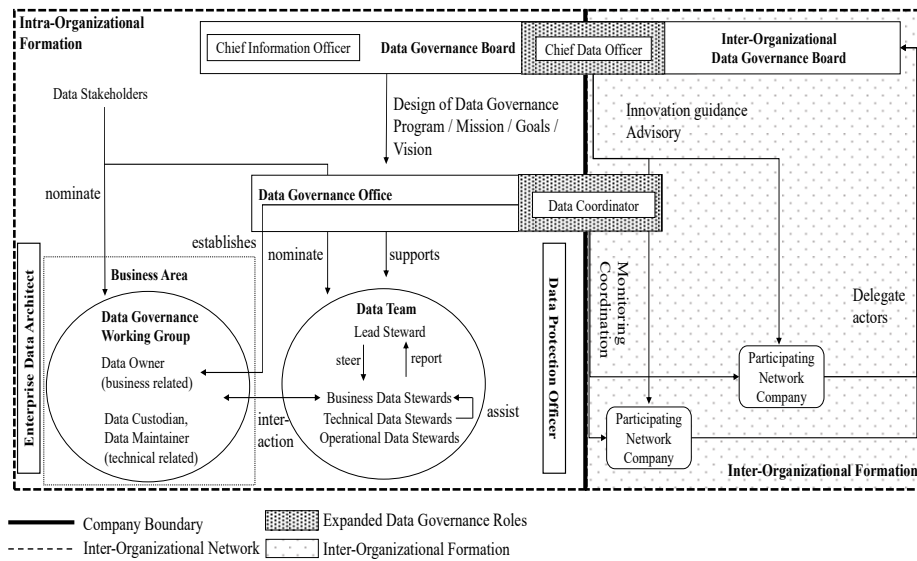 Intra-Organizational
Formation
Chief Information Officer
Data Governance Board
Chief Data Officer
Inter-Organizational
Data Governance Board
Data Stakeholders
Design of Data Governance
Program / Mission / Goals /
Vision
Innovation guidance
Advisory
nominate
Data Governance Office
Data Coordinator
establishes
nominate
supports
Enterprise Data Architect
Business Area
Data Governance
Working Group
Data Owner
(business related)
Data Custodian,
Data Maintainer
(technical related)
inter-
action
Data Team
Lead Steward
steer
report
Business Data Stewards
Technical Data Stewards
Operational Data Stewards
assist
Data Protection Officer
Monitoring
Coordination
Delegate
actors
Participating
Network
Company
Participating
Network
Company
Inter-Organizational Formation
Company Boundary
Expanded Data Governance Roles
Inter-Organizational Network
Inter-Organizational Formation